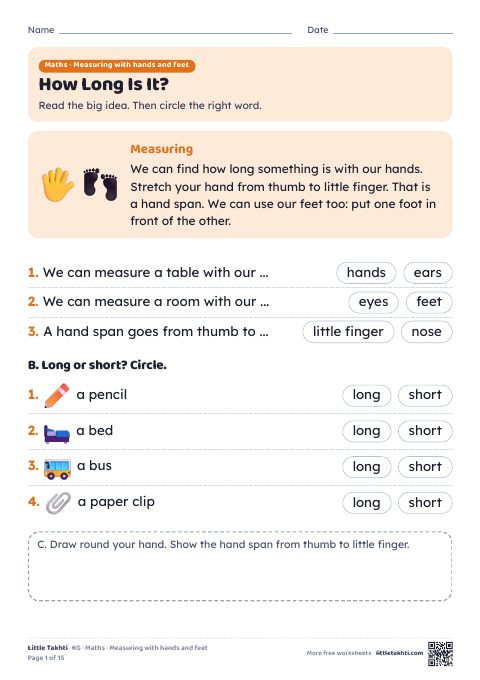 Name
Date
Maths · Measuring with hands and feet
How Long Is It?
Read the big idea. Then circle the right word.
Measuring
We can find how long something is with our hands.
Stretch your hand from thumb to little finger. That is
a hand span. We can use our feet too: put one foot in
front of the other.
1. We can measure a table with our ... hands ears
2. We can measure a room with our ... eyes feet
3. A hand span goes from thumb to ... little finger nose
B. Long or short? Circle.
1. a pencil long short
2. a bed long short
3. a bus long short
4. a paper clip long short
C. Draw round your hand. Show the hand span from thumb to little finger.
Little Takhti · KG · Maths · Measuring with hands and feet
Page 1 of 15
More free worksheets littletakhti.com